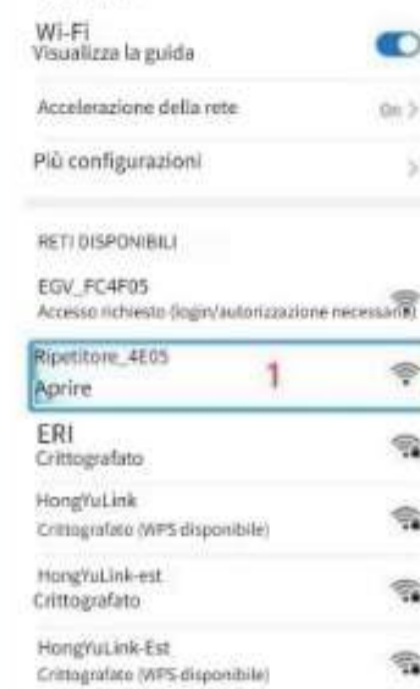 Wi-Fi
Visualizza la guida
Accelerazione della rete On >
Più configurazioni >
RETI DISPONIBILI
EGV_FC4F05
Accesso richiesto (login/autorizzazione necessaria)
Ripetitore_4E05
Aprire
1
ERI
Crittografato
HongYuLink
Crittografato (WPS disponibile)
HongYuLink-est
Crittografato
HongYuLink-Est
Crittografato (WPS disponibile)